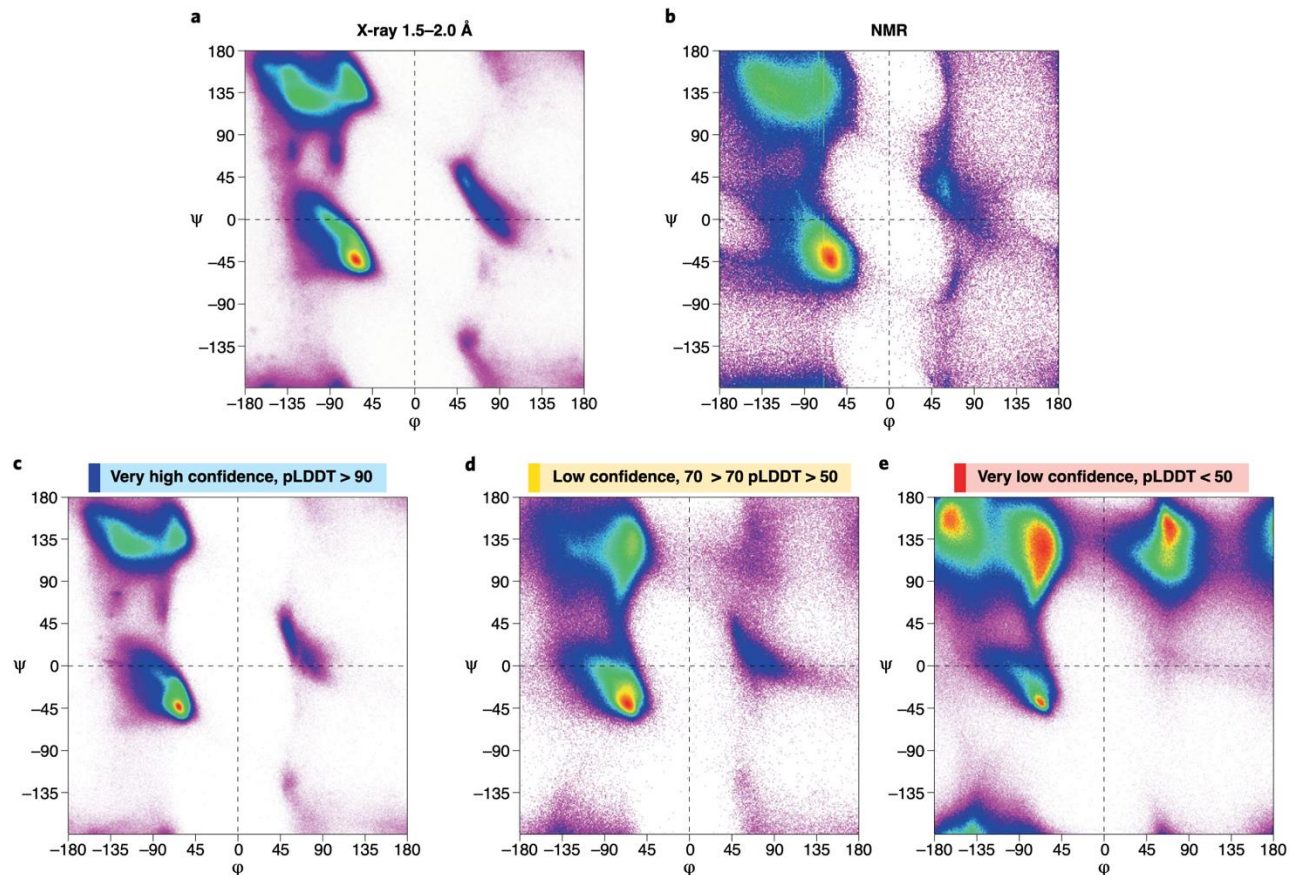 a
X-ray 1.5–2.0 Å
180
135
90
45
ψ 0
–45
–90
–135
–180 –135 –90 45 0 45 90 135 180
φ
b
NMR
180
135
90
45
ψ 0
–45
–90
–135
–180 –135 –90 45 0 45 90 135 180
φ
c
Very high confidence, pLDDT > 90
180
135
90
45
ψ 0
–45
–90
–135
–180 –135 –90 45 0 45 90 135 180
φ
d
Low confidence, 70 > 70 pLDDT > 50
180
135
90
45
ψ 0
–45
–90
–135
–180 –135 –90 45 0 45 90 135 180
φ
e
Very low confidence, pLDDT < 50
180
135
90
45
ψ 0
–45
–90
–135
–180 –135 –90 45 0 45 90 135 180
φ